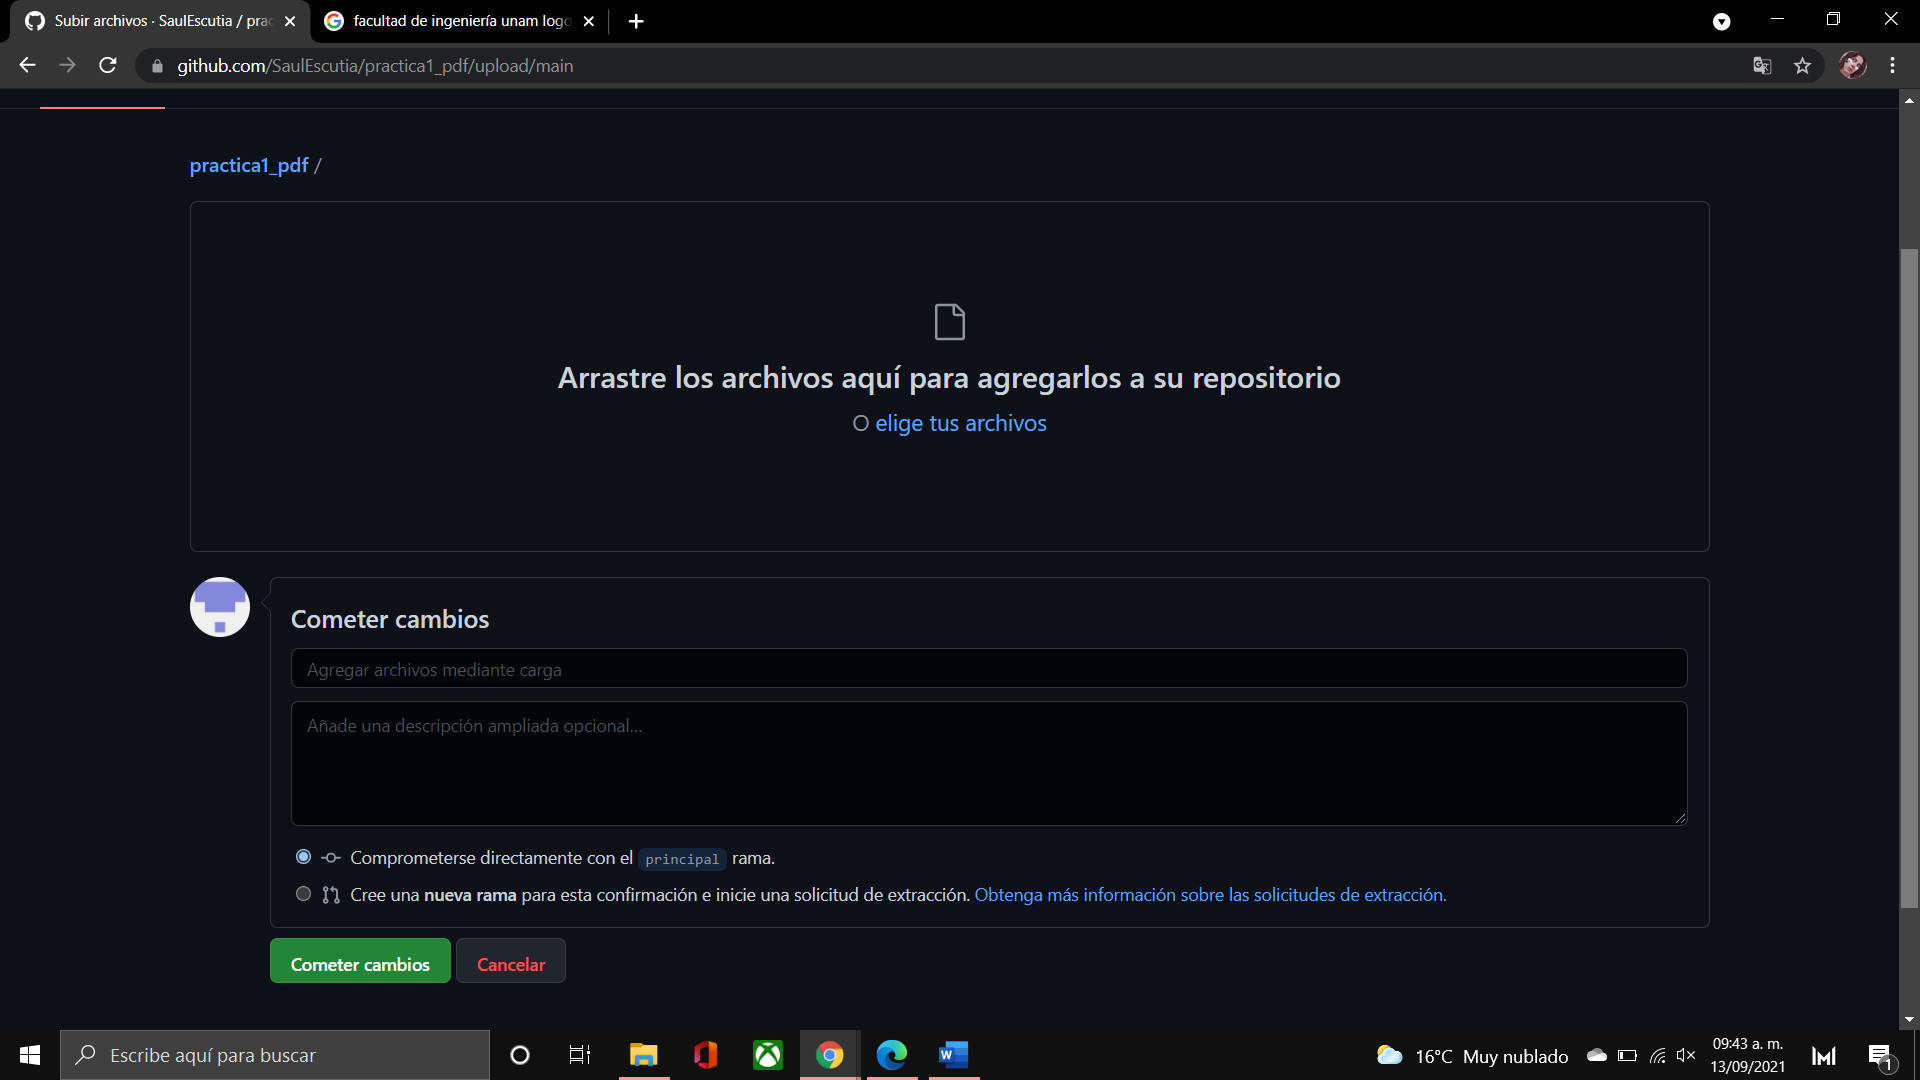 Subir archivos · SaulEscutia / prac
facultad de ingeniería unam logo
github.com/SaulEscutia/practica1_pdf/upload/main
practica1_pdf /
Arrastre los archivos aquí para agregarlos a su repositorio
O elige tus archivos
Cometer cambios
Agregar archivos mediante carga
Añade una descripción ampliada opcional...
Comprometerse directamente con el principal rama.
Cree una nueva rama para esta confirmación e inicie una solicitud de extracción. Obtenga más información sobre las solicitudes de extracción.
Cometer cambios
Cancelar
Escribe aquí para buscar
16°C Muy nublado
09:43 a. m.
13/09/2021
1